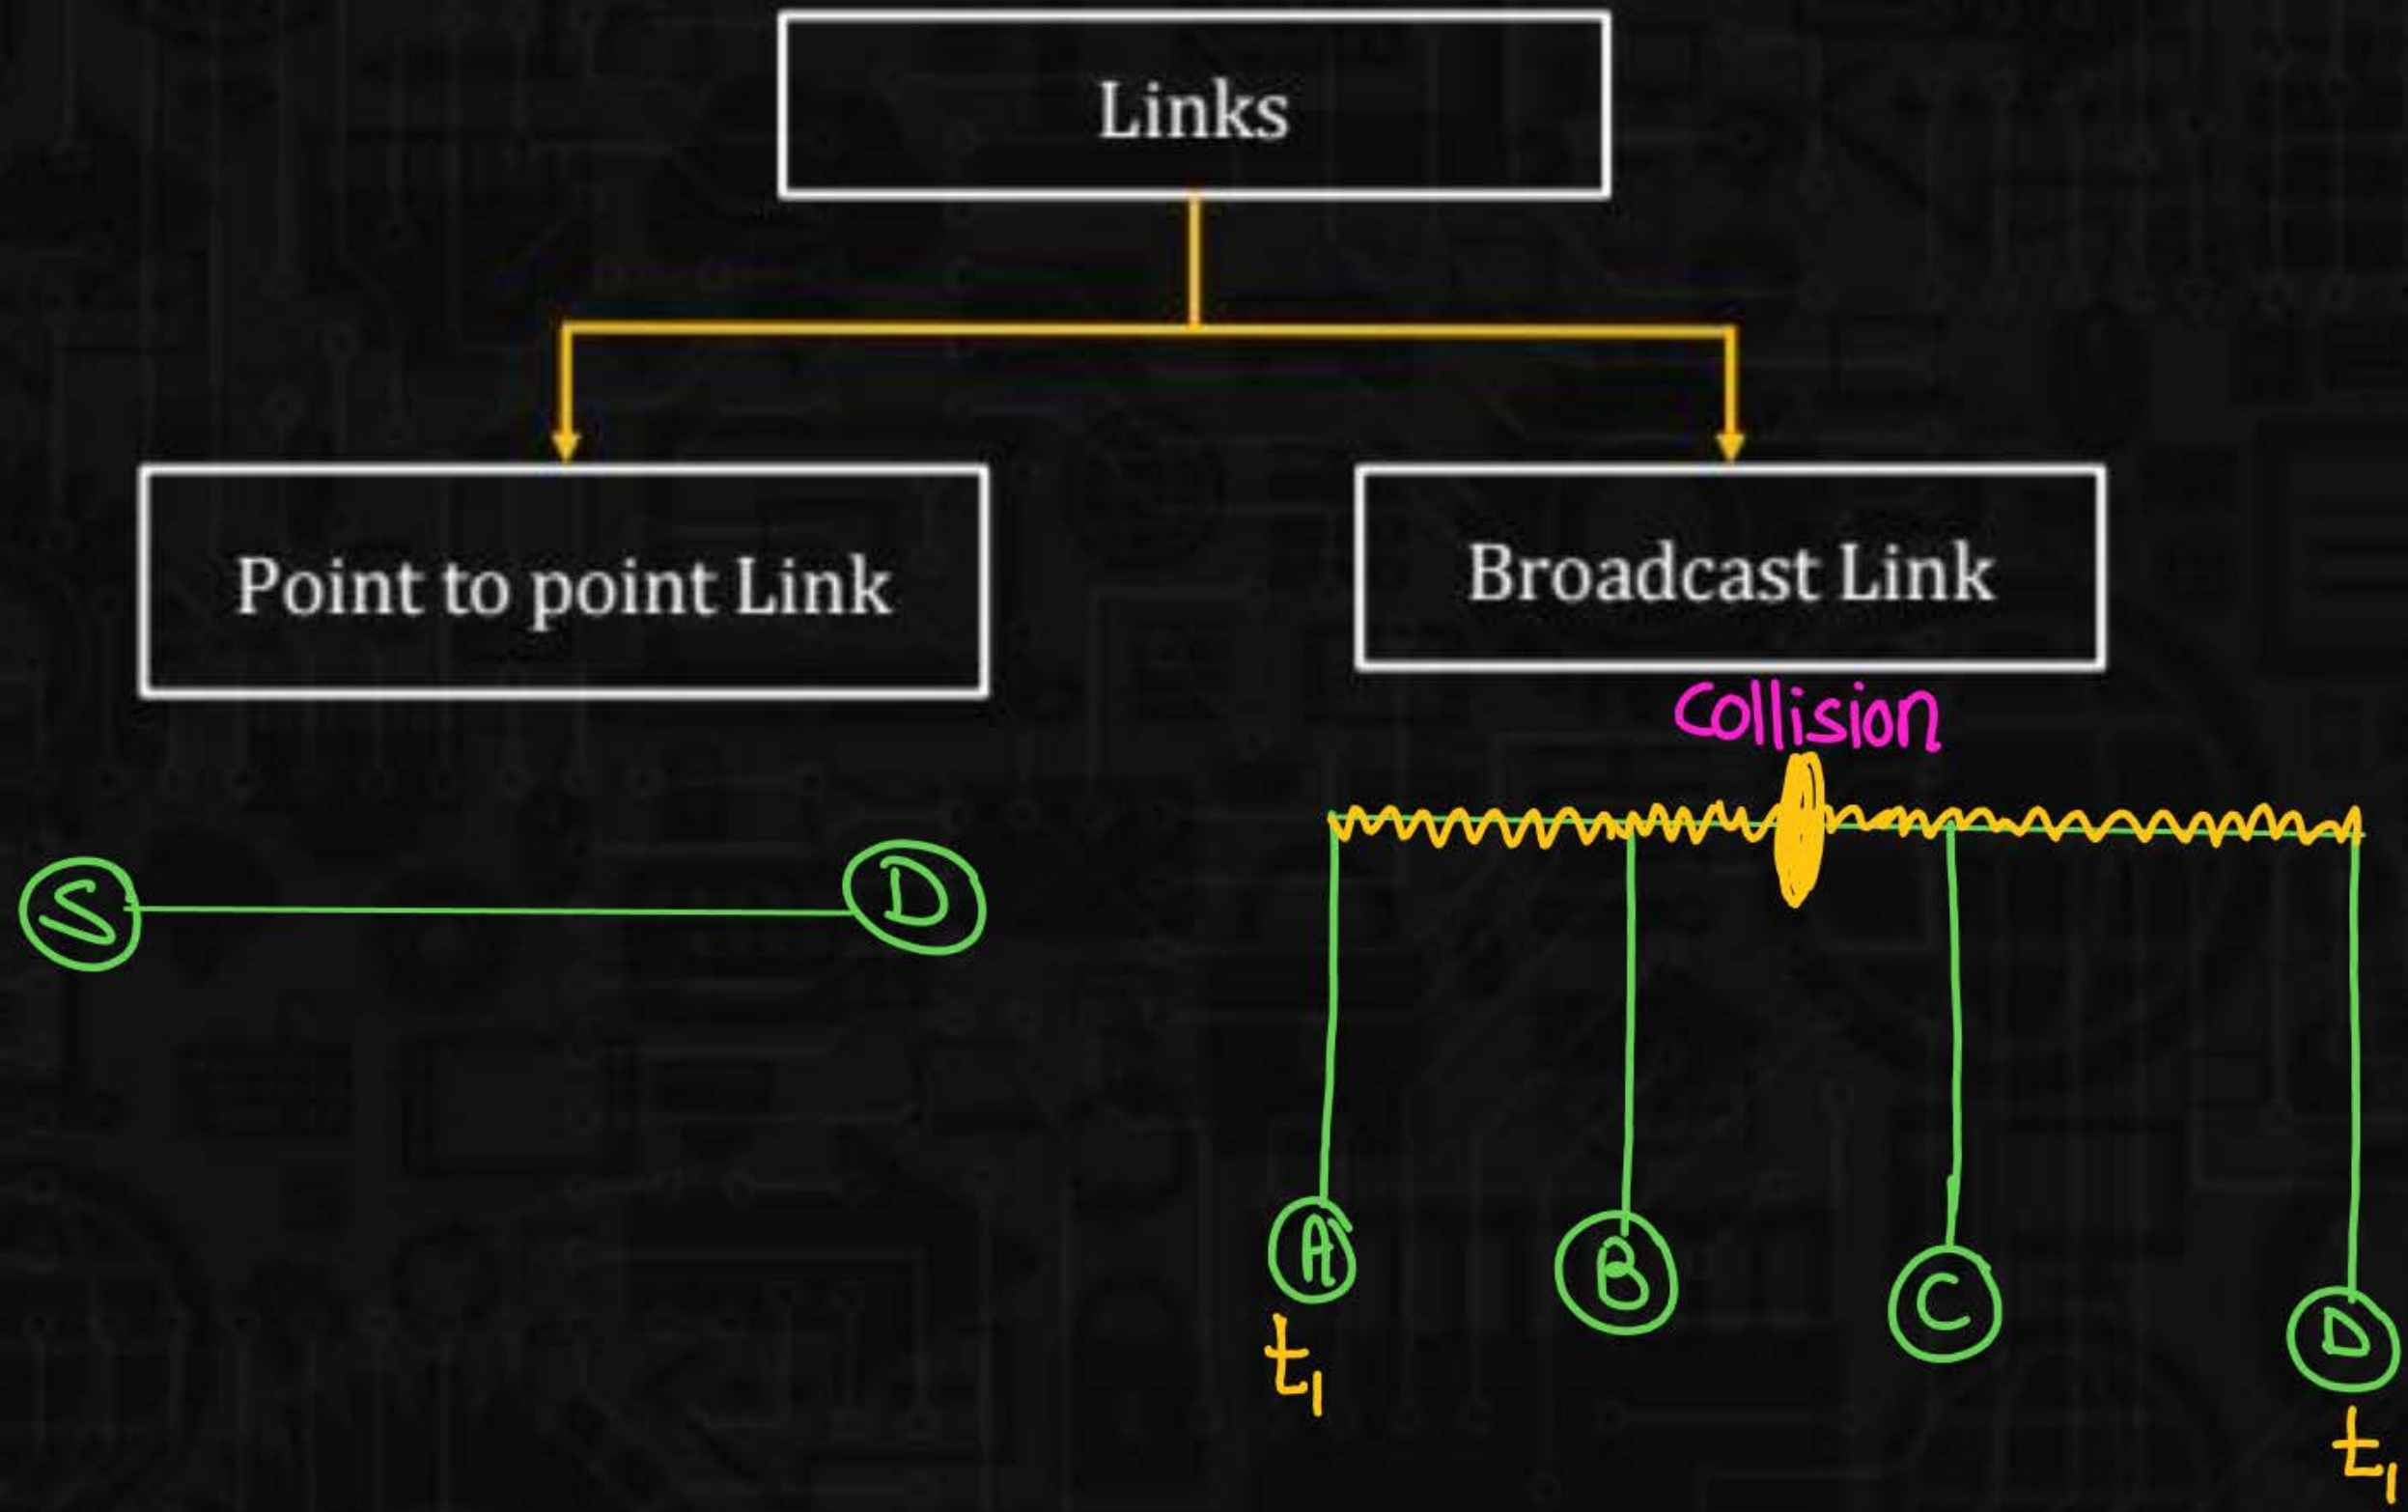 Links
Point to point Link
Broadcast Link
Collision
S
D
A
B
C
D
t₁
t₁